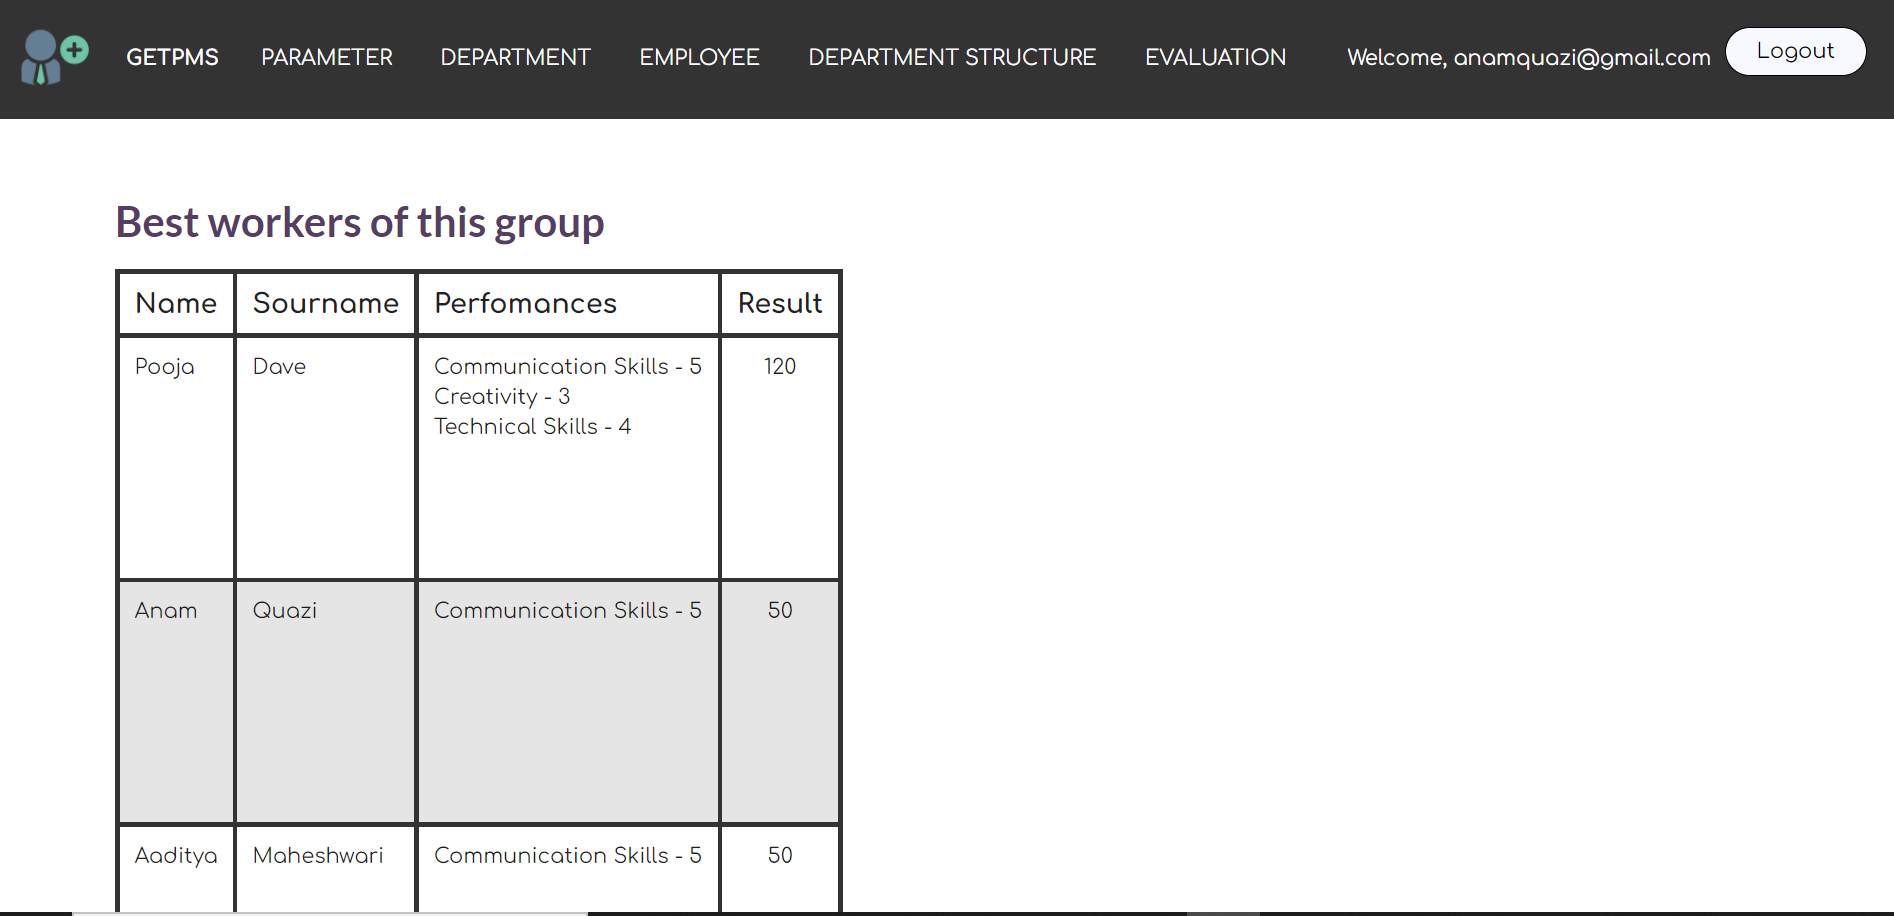 GETPMS PARAMETER DEPARTMENT EMPLOYEE DEPARTMENT STRUCTURE EVALUATION Welcome, anamquazi@gmail.com Logout
Best workers of this group
Name Sourname Perfomances Result
Pooja Dave Communication Skills - 5 120
Creativity - 3
Technical Skills - 4
Anam Quazi Communication Skills - 5 50
Aaditya Maheshwari Communication Skills - 5 50